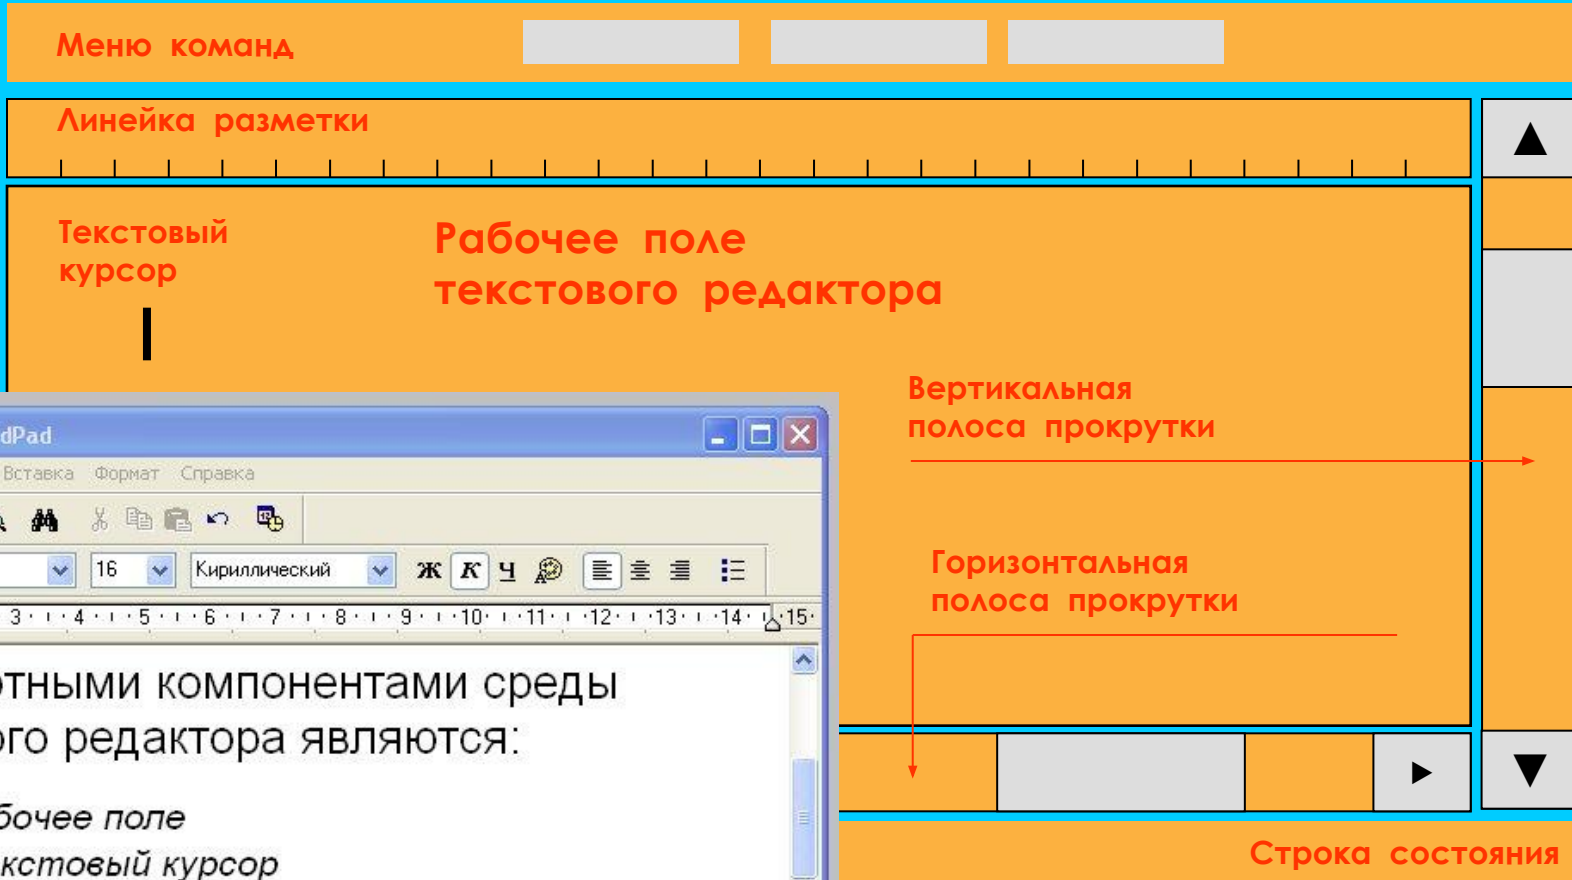 Меню команд
Линейка разметки
Текстовый
курсор
Рабочее поле
текстового редактора
Вертикальная
полоса прокрутки
Горизонтальная
полоса прокрутки
Строка состояния
dPad
Вставка Формат Справка
16 Кириллический Ж К Ч
3 4 5 6 7 8 9 10 11 12 13 14 15
отными компонентами среды
ого редактора являются:
бочее поле
кстовый курсор